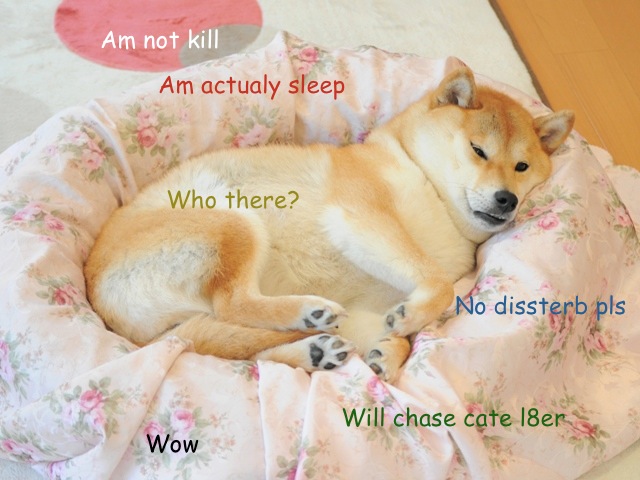 Am not kill
Am actualy sleep
Who there?
No dissterb pls
Will chase cate l8er
Wow